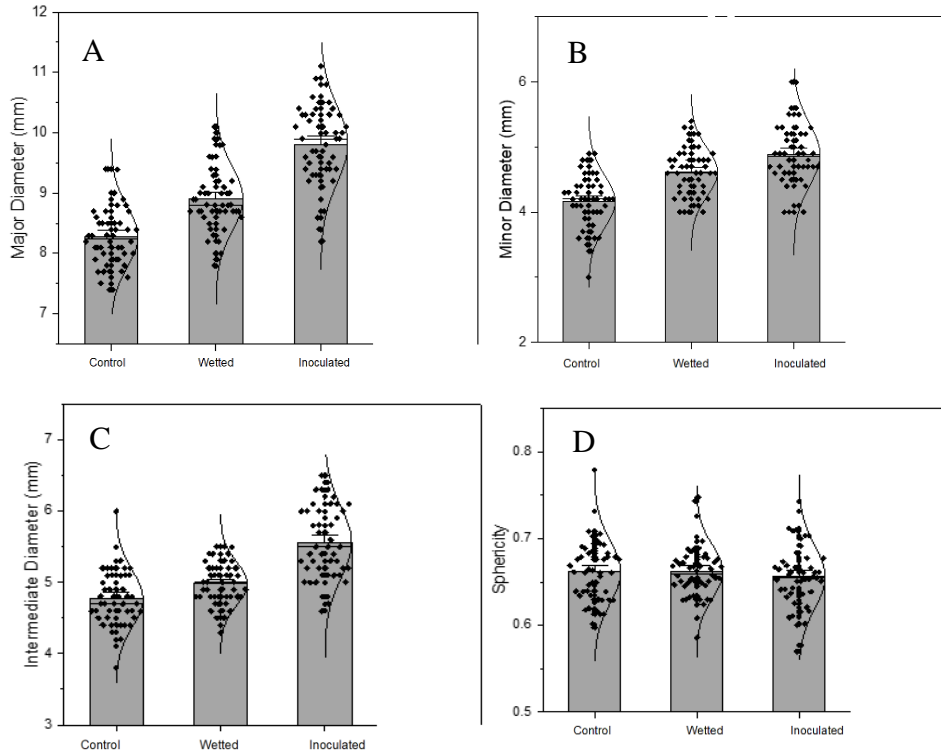 A
Major Diameter (mm)
12
11
10
9
8
7
Control
Wetted
Inoculated
B
Minor Diameter (mm)
6
4
2
Control
Wetted
Inoculated
C
Intermediate Diameter (mm)
7
6
5
4
3
Control
Wetted
Inoculated
D
Sphericity
0.8
0.7
0.6
0.5
Control
Wetted
Inoculated